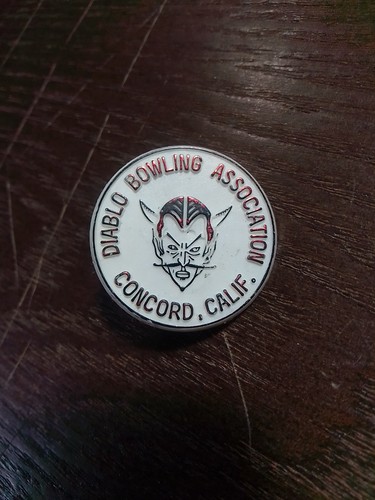 DIABLO BOWLING ASSOCIATION
CONCORD, CALIF.